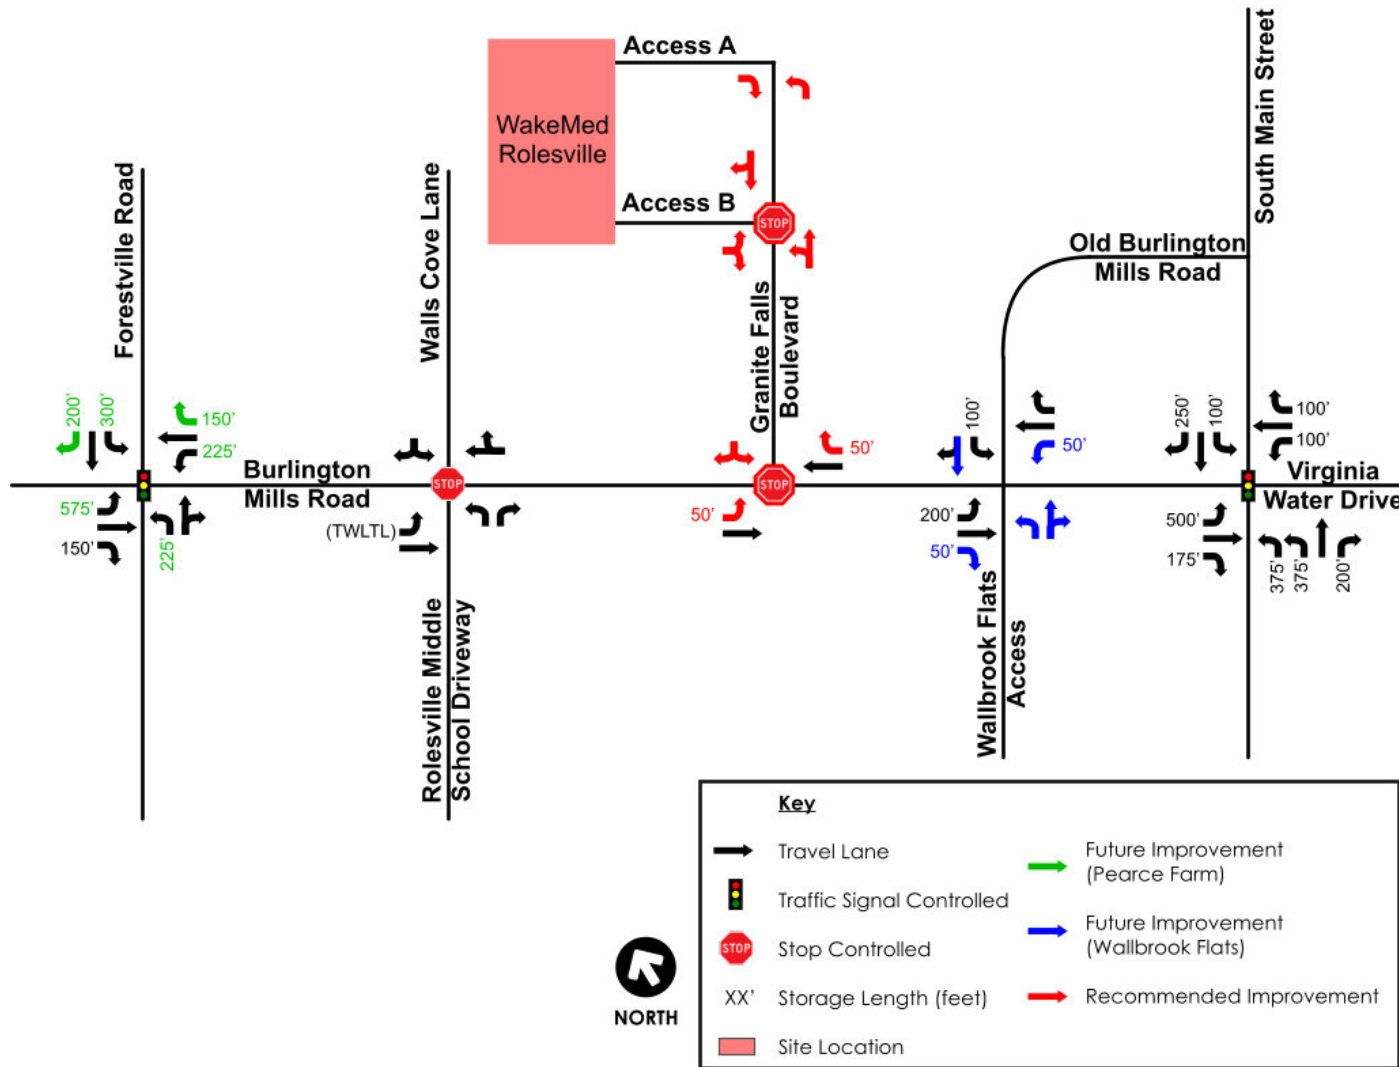 Access A
WakeMed
Rolesville
Access B
Forestville Road
Walls Cove Lane
Granite Falls
Boulevard
South Main Street
Old Burlington
Mills Road
200'
300'
150'
225'
575'
150'
225'
Burlington
Mills Road
STOP
STOP
(TWLTL)
STOP
50'
50'
100'
50'
200'
50'
250'
100'
100'
100'
500'
175'
375'
375'
200'
Virginia
Water Drive
Rolesville Middle
School Driveway
Wallbrook Flats
Access
NORTH
Key
Travel Lane
Traffic Signal Controlled
STOP
Stop Controlled
XX' Storage Length (feet)
Site Location
Future Improvement
(Pearce Farm)
Future Improvement
(Wallbrook Flats)
Recommended Improvement